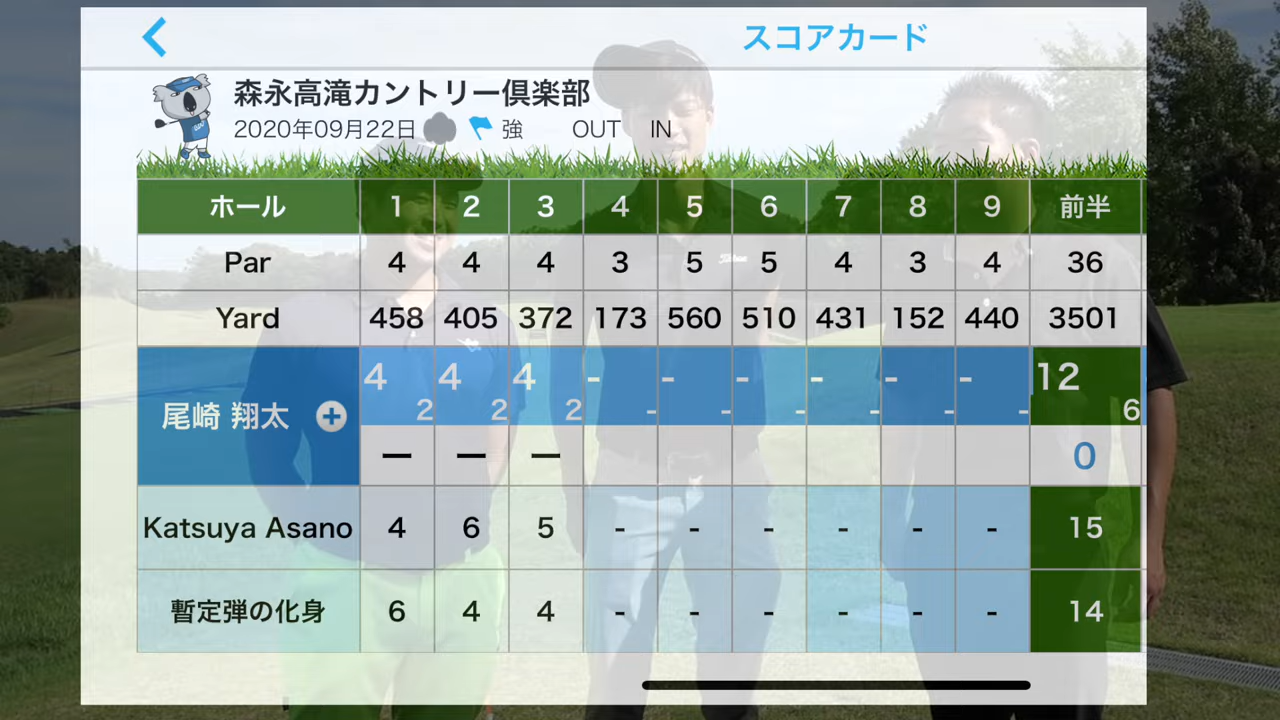 スコアカード
森永高滝カントリー倶楽部
2020年09月22日 強 OUT IN
ホール 1 2 3 4 5 6 7 8 9 前半
Par 4 4 4 3 5 5 4 3 4 36
Yard 458 405 372 173 560 510 431 152 440 3501
尾崎 翔太 4 4 4 - - - - - - 12
2 2 2 - - - - - - 6
— — — 0
Katsuya Asano 4 6 5 - - - - - - 15
暫定弾の化身 6 4 4 - - - - - - 14